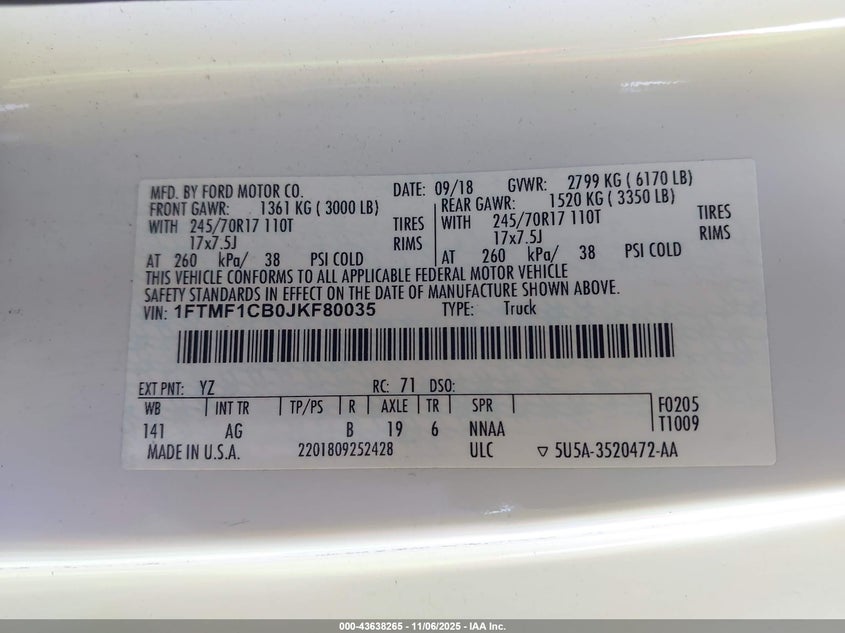 MFD. BY FORD MOTOR CO. DATE: 09/18 GVWR: 2799 KG ( 6170 LB)
FRONT GAWR: 1361 KG ( 3000 LB) REAR GAWR: 1520 KG ( 3350 LB)
WITH 245/70R17 110T TIRES WITH 245/70R17 110T TIRES
17x7.5J RIMS 17x7.5J RIMS
AT 260 kPa/ 38 PSI COLD AT 260 kPa/ 38 PSI COLD
THIS VEHICLE CONFORMS TO ALL APPLICABLE FEDERAL MOTOR VEHICLE
SAFETY STANDARDS IN EFFECT ON THE DATE OF MANUFACTURE SHOWN ABOVE.
VIN: 1FTMF1CB0JKF80035 TYPE: Truck
EXT PNT: YZ RC: 71 DSO:
WB INT TR TP/PS R AXLE TR SPR F0205
141 AG B 19 6 NNAA T1009
MADE IN U.S.A. 2201809252428 ULC ▽ 5U5A-3520472-AA
000-43638265 - 11/06/2025 - IAA Inc.